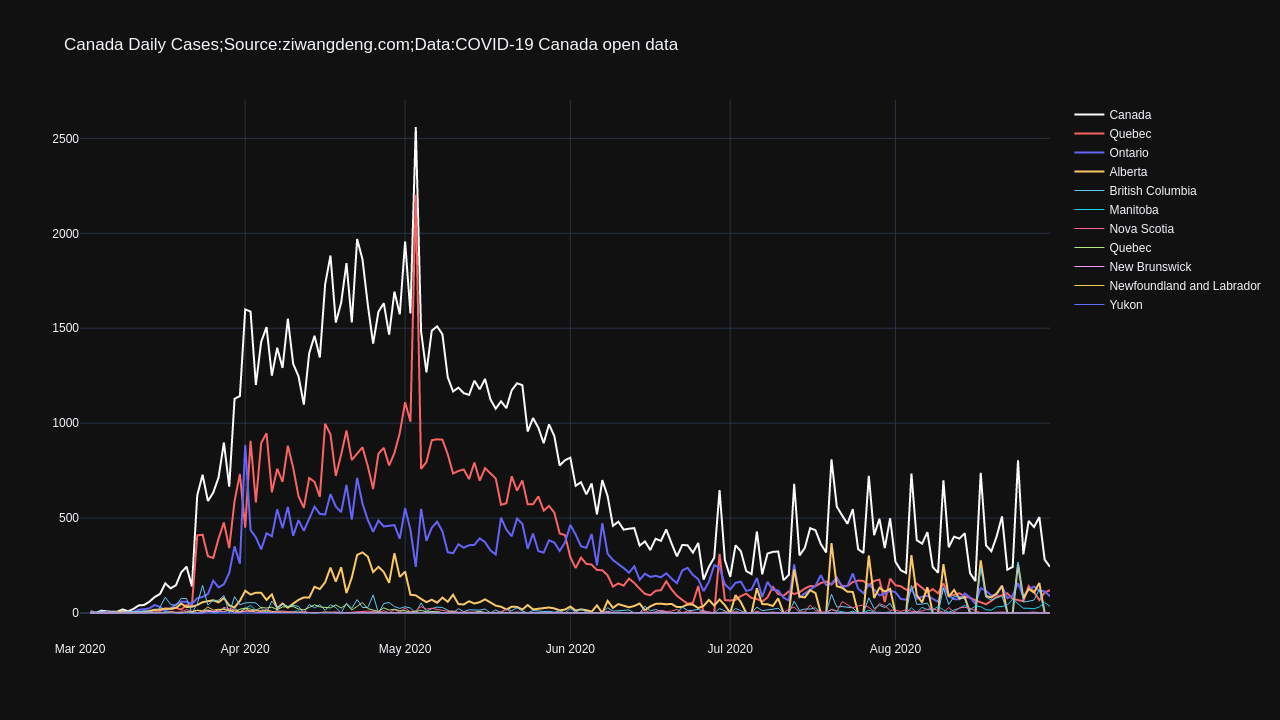 Canada Daily Cases;Source:ziwangdeng.com;Data:COVID-19 Canada open data
2500
2000
1500
1000
500
0
Mar 2020
Apr 2020
May 2020
Jun 2020
Jul 2020
Aug 2020
Canada
Quebec
Ontario
Alberta
British Columbia
Manitoba
Nova Scotia
Quebec
New Brunswick
Newfoundland and Labrador
Yukon